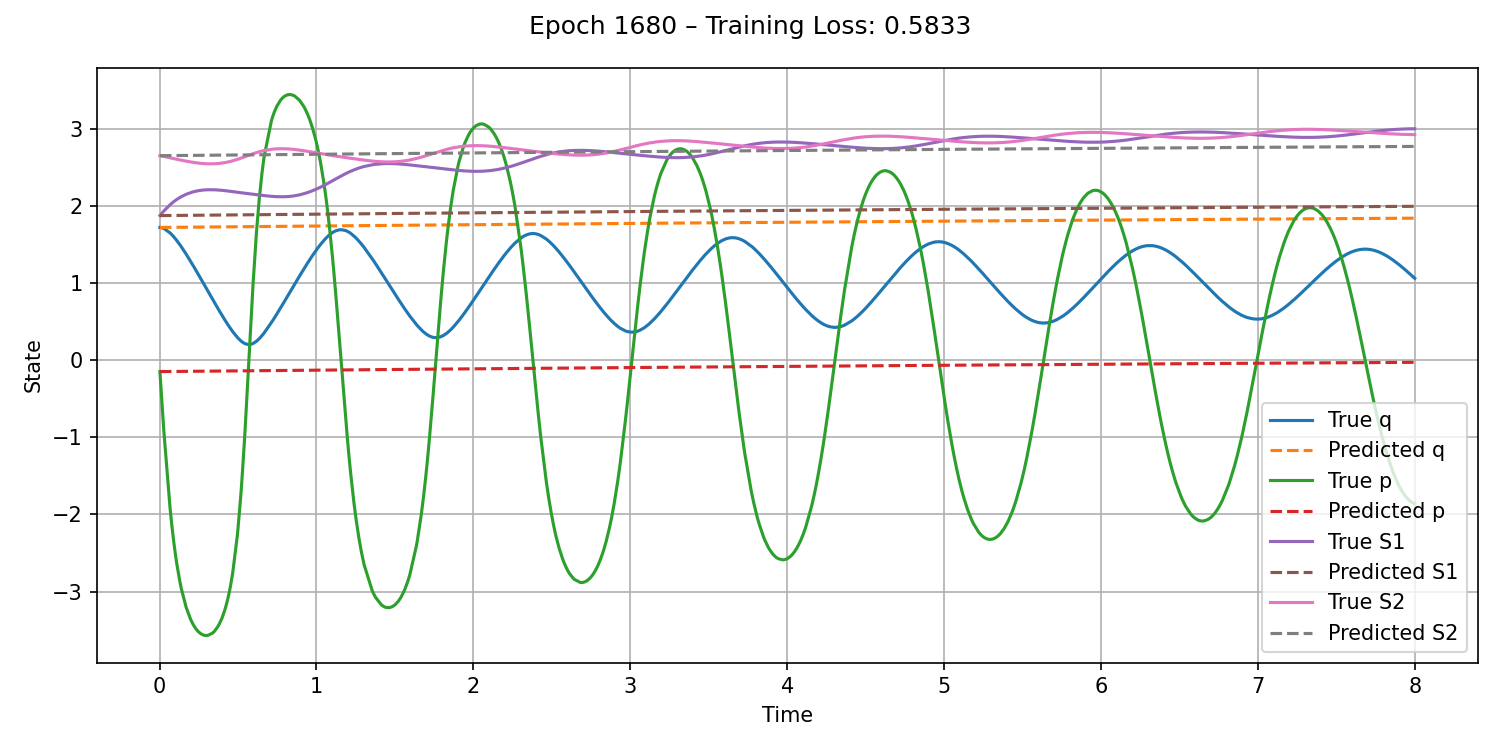 Epoch 1680 – Training Loss: 0.5833
State
3
2
1
0
−1
−2
−3
True q
Predicted q
True p
Predicted p
True S1
Predicted S1
True S2
Predicted S2
0 1 2 3 4 5 6 7 8
Time